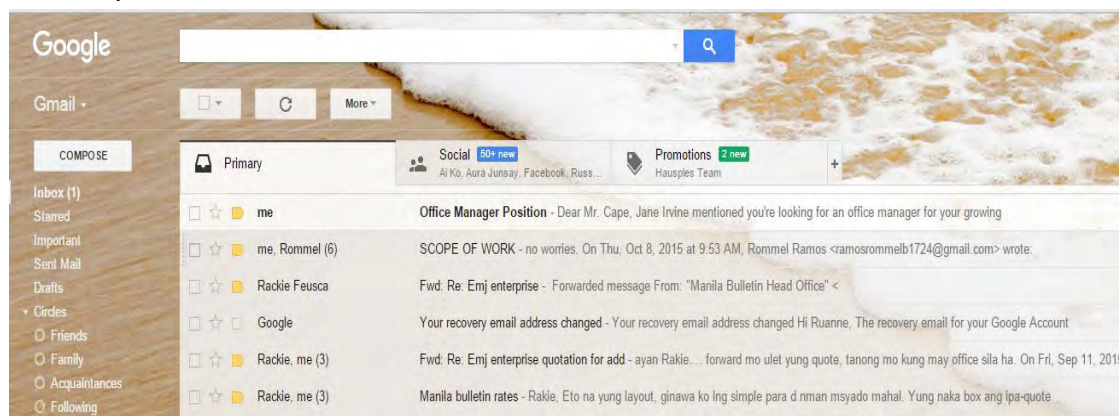 Google
Gmail
More
COMPOSE
Primary
Social 50+ new
Ai Ko, Aura Junsay, Facebook, Russ...
Promotions 2 new
Hausples Team
+
Inbox (1)
Starred
Important
Sent Mail
Drafts
Circles
Friends
Family
Acquaintances
Following
me Office Manager Position - Dear Mr. Cape, Jane Irvine mentioned you're looking for an office manager for your growing
me, Rommel (6) SCOPE OF WORK - no worries. On Thu, Oct 8, 2015 at 9:53 AM, Rommel Ramos <ramosrommelb1724@gmail.com> wrote:
Rackie Feusca Fwd: Re: Emj enterprise - Forwarded message From: "Manila Bulletin Head Office" <
Google Your recovery email address changed - Your recovery email address changed Hi Ruanne, The recovery email for your Google Account
Rackie, me (3) Fwd: Re: Emj enterprise quotation for add - ayan Rakie.... forward mo ulet yung quote, tanong mo kung may office sila ha. On Fri, Sep 11, 2015
Rackie, me (3) Manila bulletin rates - Rakie, Eto na yung layout, ginawa ko lng simple para d nman msyado mahal. Yung naka box ang ipa-quote